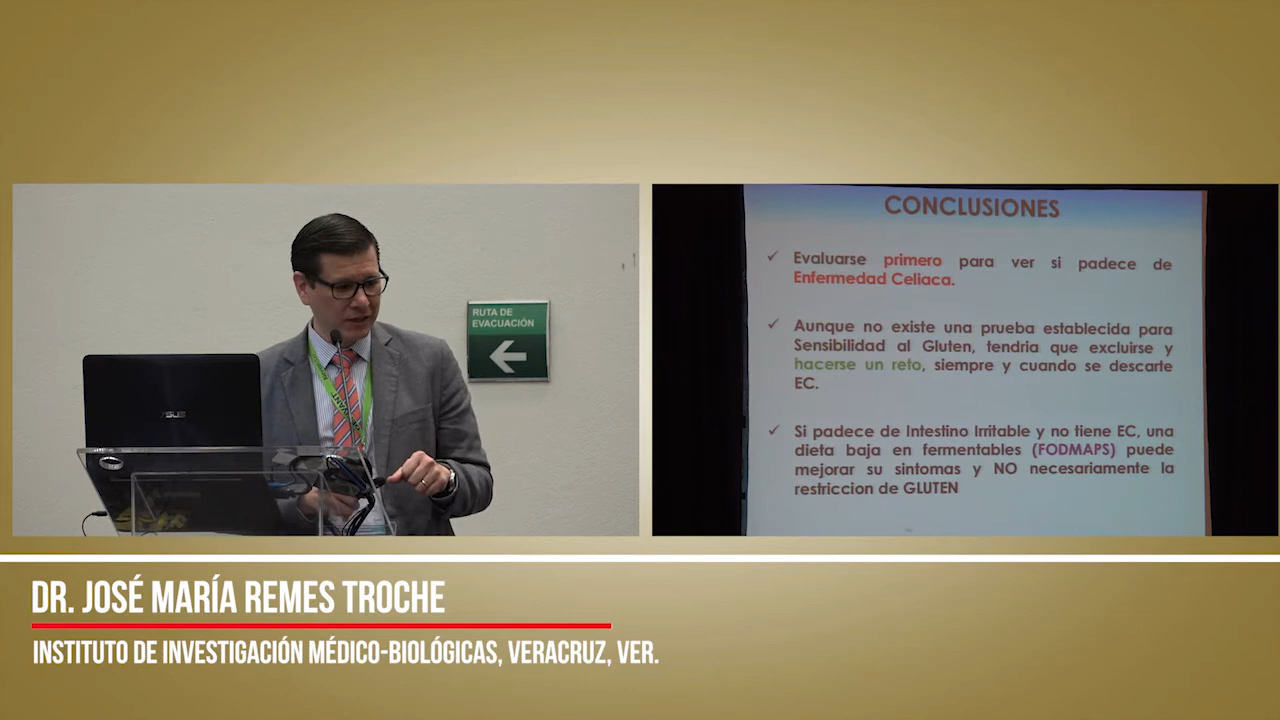 RUTA DE
EVACUACIÓN
ASUS
CONCLUSIONES
✓ Evaluarse primero para ver si padece de
Enfermedad Celiaca.
✓ Aunque no existe una prueba establecida para
Sensibilidad al Gluten, tendria que excluirse y
hacerse un reto, siempre y cuando se descarte
EC.
✓ Si padece de Intestino Irritable y no tiene EC, una
dieta baja en fermentables (FODMAPS) puede
mejorar su sintomas y NO necesariamente la
restriccion de GLUTEN
DR. JOSÉ MARÍA REMES TROCHE
INSTITUTO DE INVESTIGACIÓN MÉDICO-BIOLÓGICAS, VERACRUZ, VER.